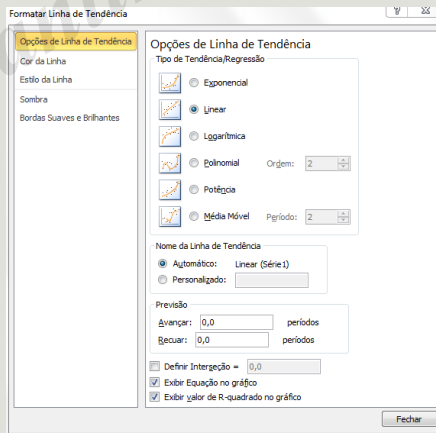 Formatar Linha de Tendência
Opções de Linha de Tendência
Cor da Linha
Estilo da Linha
Sombra
Bordas Suaves e Brilhantes
Opções de Linha de Tendência
Tipo de Tendência/Regressão
Exponencial
Linear
Logarítmica
Polinomial Ordem: 2
Potência
Média Móvel Período: 2
Nome da Linha de Tendência
Automático: Linear (Série1)
Personalizado:
Previsão
Avançar: 0,0 períodos
Recuar: 0,0 períodos
Definir Interseção = 0,0
Exibir Equação no gráfico
Exibir valor de R-quadrado no gráfico
Fechar